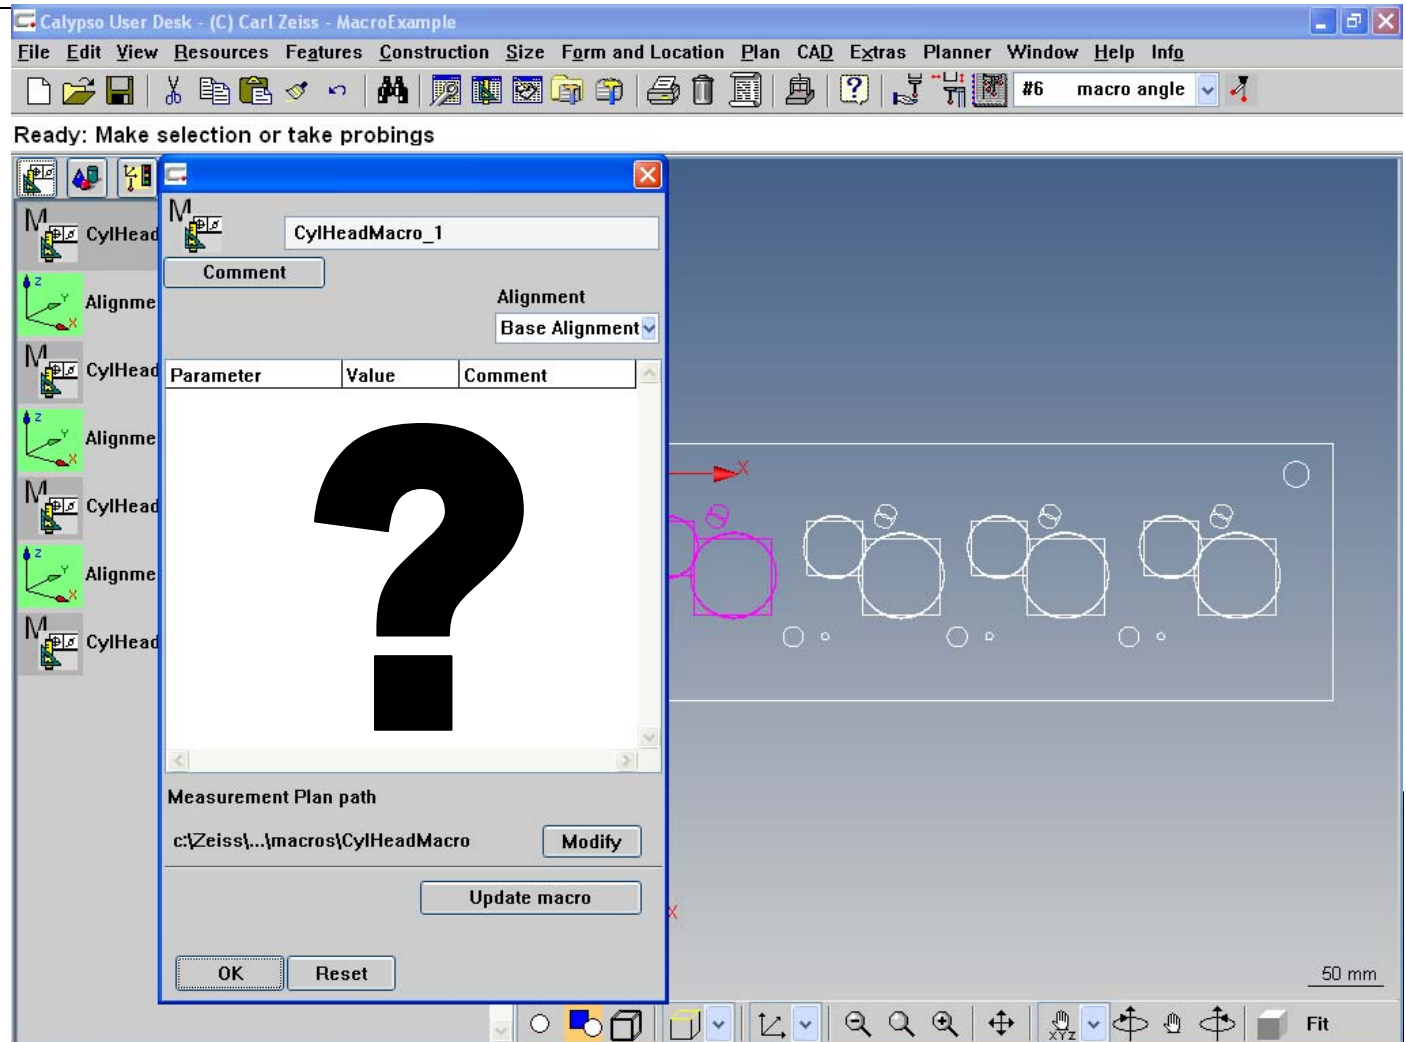 Calypso User Desk - (C) Carl Zeiss - MacroExample
File Edit View Resources Features Construction Size Form and Location Plan CAD Extras Planner Window Help Info
#6 macro angle
Ready: Make selection or take probings
M CylHead
Z Y X Alignme
M CylHead
Z Y X Alignme
M CylHead
Z Y X Alignme
M CylHead
M CylHeadMacro_1
Comment
Alignment
Base Alignment
Parameter Value Comment
?
Measurement Plan path
c:\Zeiss\...\macros\CylHeadMacro Modify
Update macro
OK Reset
X
X
50 mm
XYZ Fit